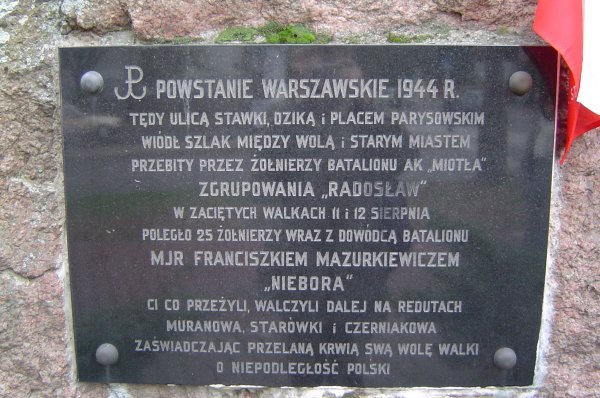 POWSTANIE WARSZAWSKIE 1944 R.
TĘDY ULICĄ STAWKI, DZIKĄ i PLACEM PARYSOWSKIM
WIÓDŁ SZLAK MIĘDZY WOLĄ i STARYM MIASTEM
PRZEBITY PRZEZ ŻOŁNIERZY BATALIONU AK „MIOTŁA"
ZGRUPOWANIA „RADOSŁAW"
W ZACIĘTYCH WALKACH 11 i 12 SIERPNIA
POLEGŁO 25 ŻOŁNIERZY WRAZ Z DOWÓDCĄ BATALIONU
MJR FRANCISZKIEM MAZURKIEWICZEM
„NIEBORA"
CI CO PRZEŻYLI, WALCZYLI DALEJ NA REDUTACH
MURANOWA, STARÓWKI i CZERNIAKOWA
ZAŚWIADCZAJĄC PRZELANĄ KRWIĄ SWĄ WOLĘ WALKI
O NIEPODLEGŁOŚĆ POLSKI